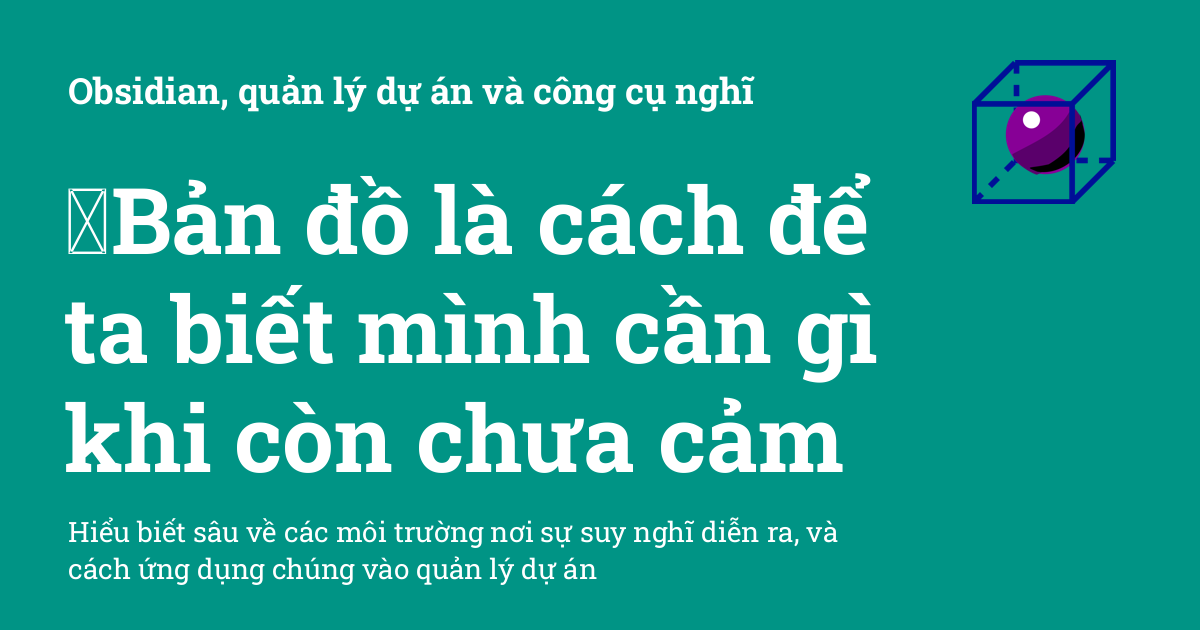 Obsidian, quản lý dự án và công cụ nghĩ
Bản đồ là cách để
ta biết mình cần gì
khi còn chưa cảm
Hiểu biết sâu về các môi trường nơi sự suy nghĩ diễn ra, và
cách ứng dụng chúng vào quản lý dự án